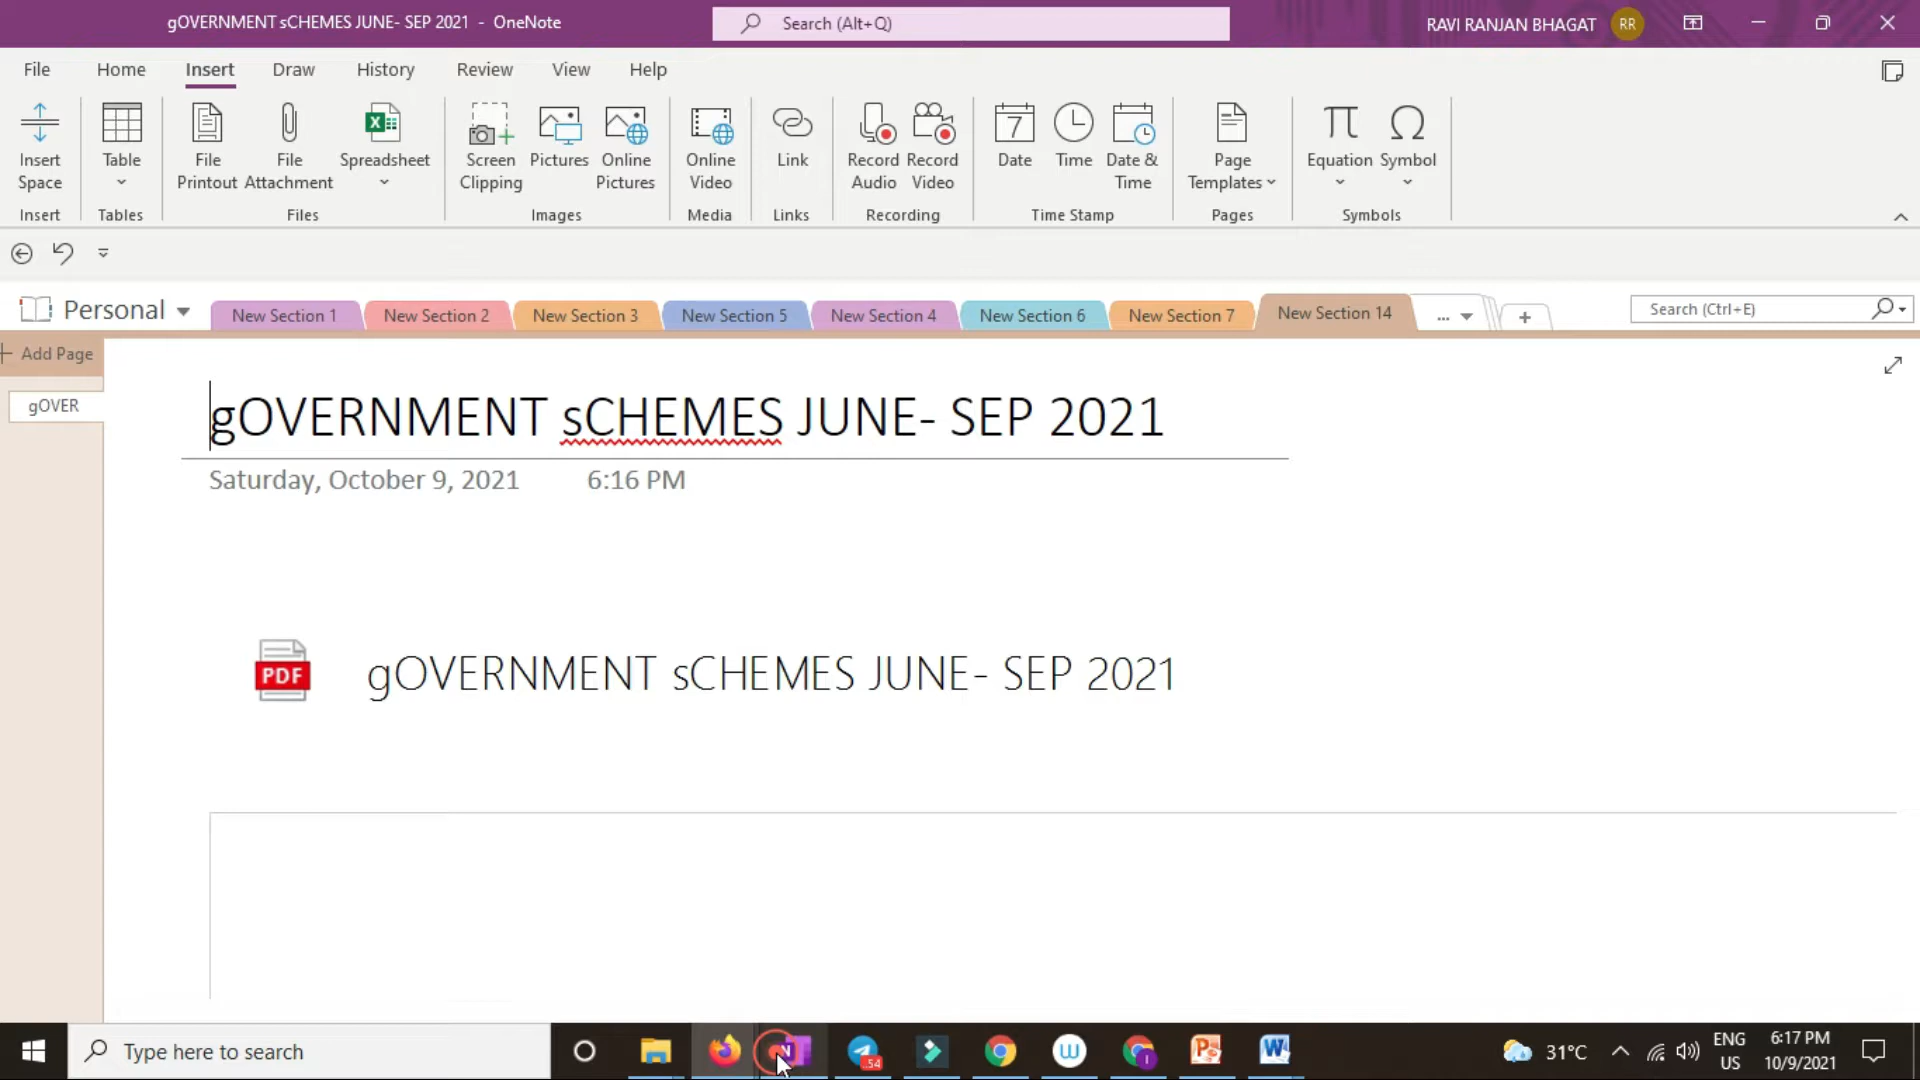 gOVERNMENT sCHEMES JUNE- SEP 2021 - OneNote
Search (Alt+Q)
RAVI RANJAN BHAGAT RR
File Home Insert Draw History Review View Help
Insert Space
Table
File Printout
File Attachment
Spreadsheet
Screen Clipping
Pictures
Online Pictures
Online Video
Link
Record Audio
Record Video
Date
Time
Date & Time
Page Templates
Equation
Symbol
Insert Tables Files Images Media Links Recording Time Stamp Pages Symbols
Personal New Section 1 New Section 2 New Section 3 New Section 5 New Section 4 New Section 6 New Section 7 New Section 14 ... + Search (Ctrl+E)
+ Add Page
gOVER
gOVERNMENT sCHEMES JUNE- SEP 2021
Saturday, October 9, 2021 6:16 PM
PDF gOVERNMENT sCHEMES JUNE- SEP 2021
Type here to search
54
31°C
ENG
US
6:17 PM
10/9/2021